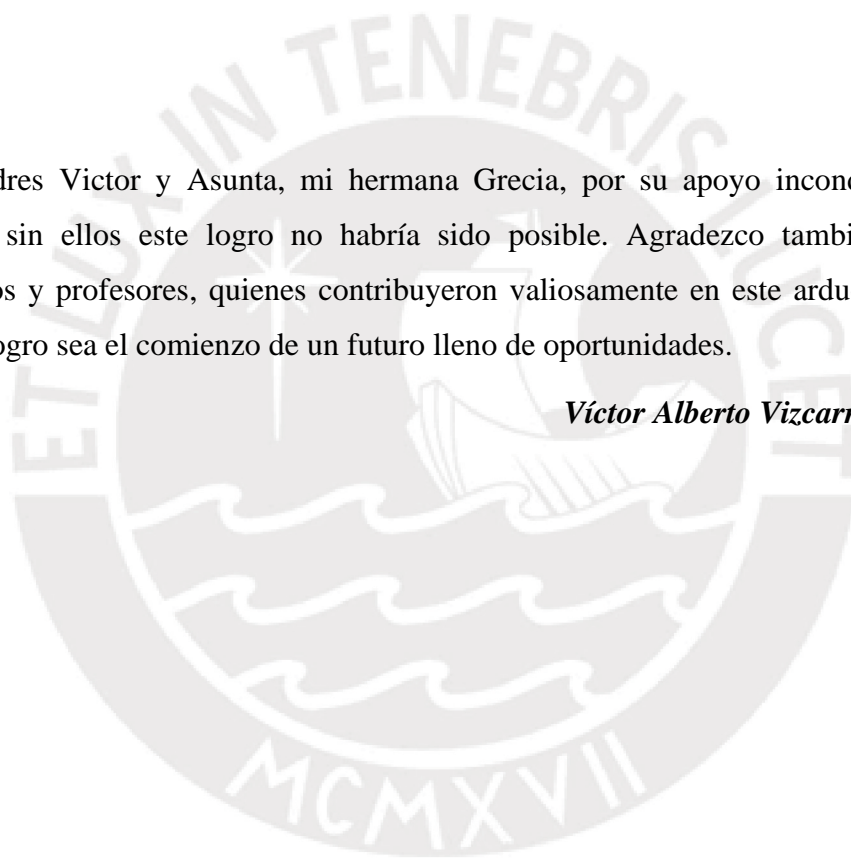 ET LUX IN TENEBRIS LUCET
dres Victor y Asunta, mi hermana Grecia, por su apoyo incond
sin ellos este logro no habría sido posible. Agradezco tambi
os y profesores, quienes contribuyeron valiosamente en este ardu
ogro sea el comienzo de un futuro lleno de oportunidades.
Víctor Alberto Vizcarr
MCMXVII